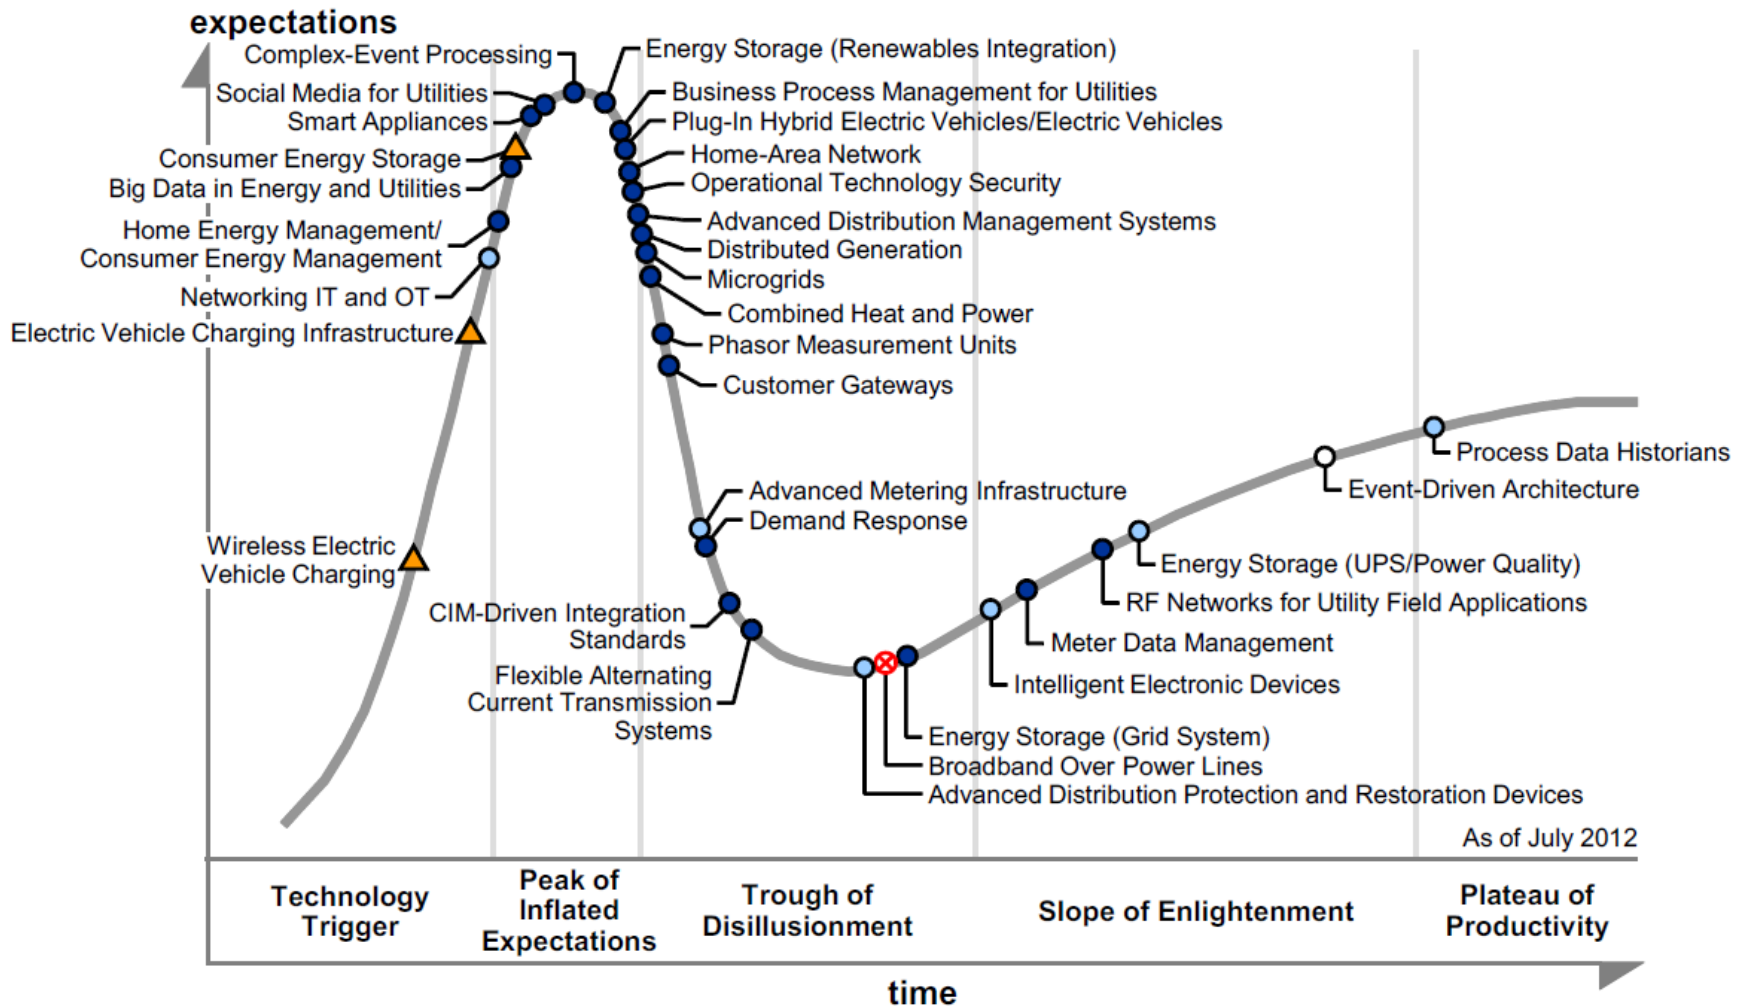 expectations
Complex-Event Processing
Social Media for Utilities
Smart Appliances
Consumer Energy Storage
Big Data in Energy and Utilities
Home Energy Management/
Consumer Energy Management
Networking IT and OT
Electric Vehicle Charging Infrastructure
Wireless Electric
Vehicle Charging
Energy Storage (Renewables Integration)
Business Process Management for Utilities
Plug-In Hybrid Electric Vehicles/Electric Vehicles
Home-Area Network
Operational Technology Security
Advanced Distribution Management Systems
Distributed Generation
Microgrids
Combined Heat and Power
Phasor Measurement Units
Customer Gateways
Advanced Metering Infrastructure
Demand Response
CIM-Driven Integration
Standards
Flexible Alternating
Current Transmission
Systems
Process Data Historians
Event-Driven Architecture
Energy Storage (UPS/Power Quality)
RF Networks for Utility Field Applications
Meter Data Management
Intelligent Electronic Devices
Energy Storage (Grid System)
Broadband Over Power Lines
Advanced Distribution Protection and Restoration Devices
As of July 2012
Technology
Trigger
Peak of
Inflated
Expectations
Trough of
Disillusionment
Slope of Enlightenment
Plateau of
Productivity
time